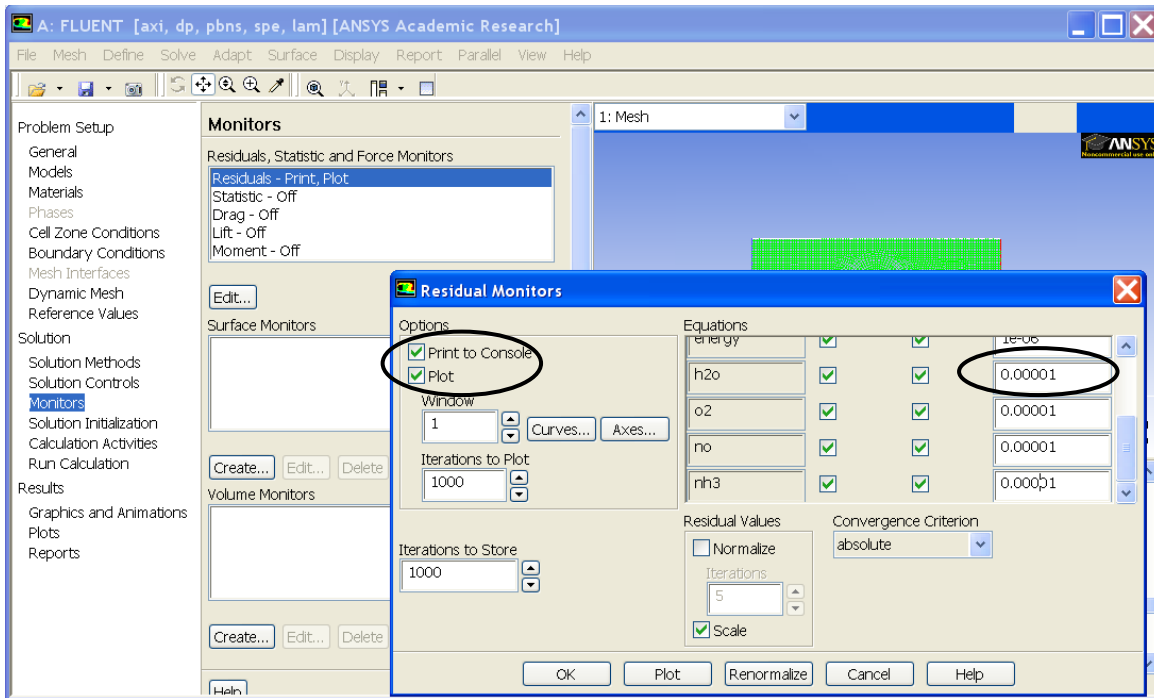 A: FLUENT [axi, dp, pbns, spe, lam] [ANSYS Academic Research]
File Mesh Define Solve Adapt Surface Display Report Parallel View Help
Problem Setup
General
Models
Materials
Phases
Cell Zone Conditions
Boundary Conditions
Mesh Interfaces
Dynamic Mesh
Reference Values
Solution
Solution Methods
Solution Controls
Monitors
Solution Initialization
Calculation Activities
Run Calculation
Results
Graphics and Animations
Plots
Reports
Monitors
Residuals, Statistic and Force Monitors
Residuals - Print, Plot
Statistic - Off
Drag - Off
Lift - Off
Moment - Off
Edit...
Surface Monitors
Create... Edit... Delete
Volume Monitors
Create... Edit... Delete
Help
1: Mesh
ANSYS
Noncommercial use only
Residual Monitors
Options
Print to Console
Plot
Window
1
Curves... Axes...
Iterations to Plot
1000
Iterations to Store
1000
Equations
energy 1e-06
h2o 0.00001
o2 0.00001
no 0.00001
nh3 0.00001
Residual Values
Normalize
Iterations
5
Scale
Convergence Criterion
absolute
OK Plot Renormalize Cancel Help